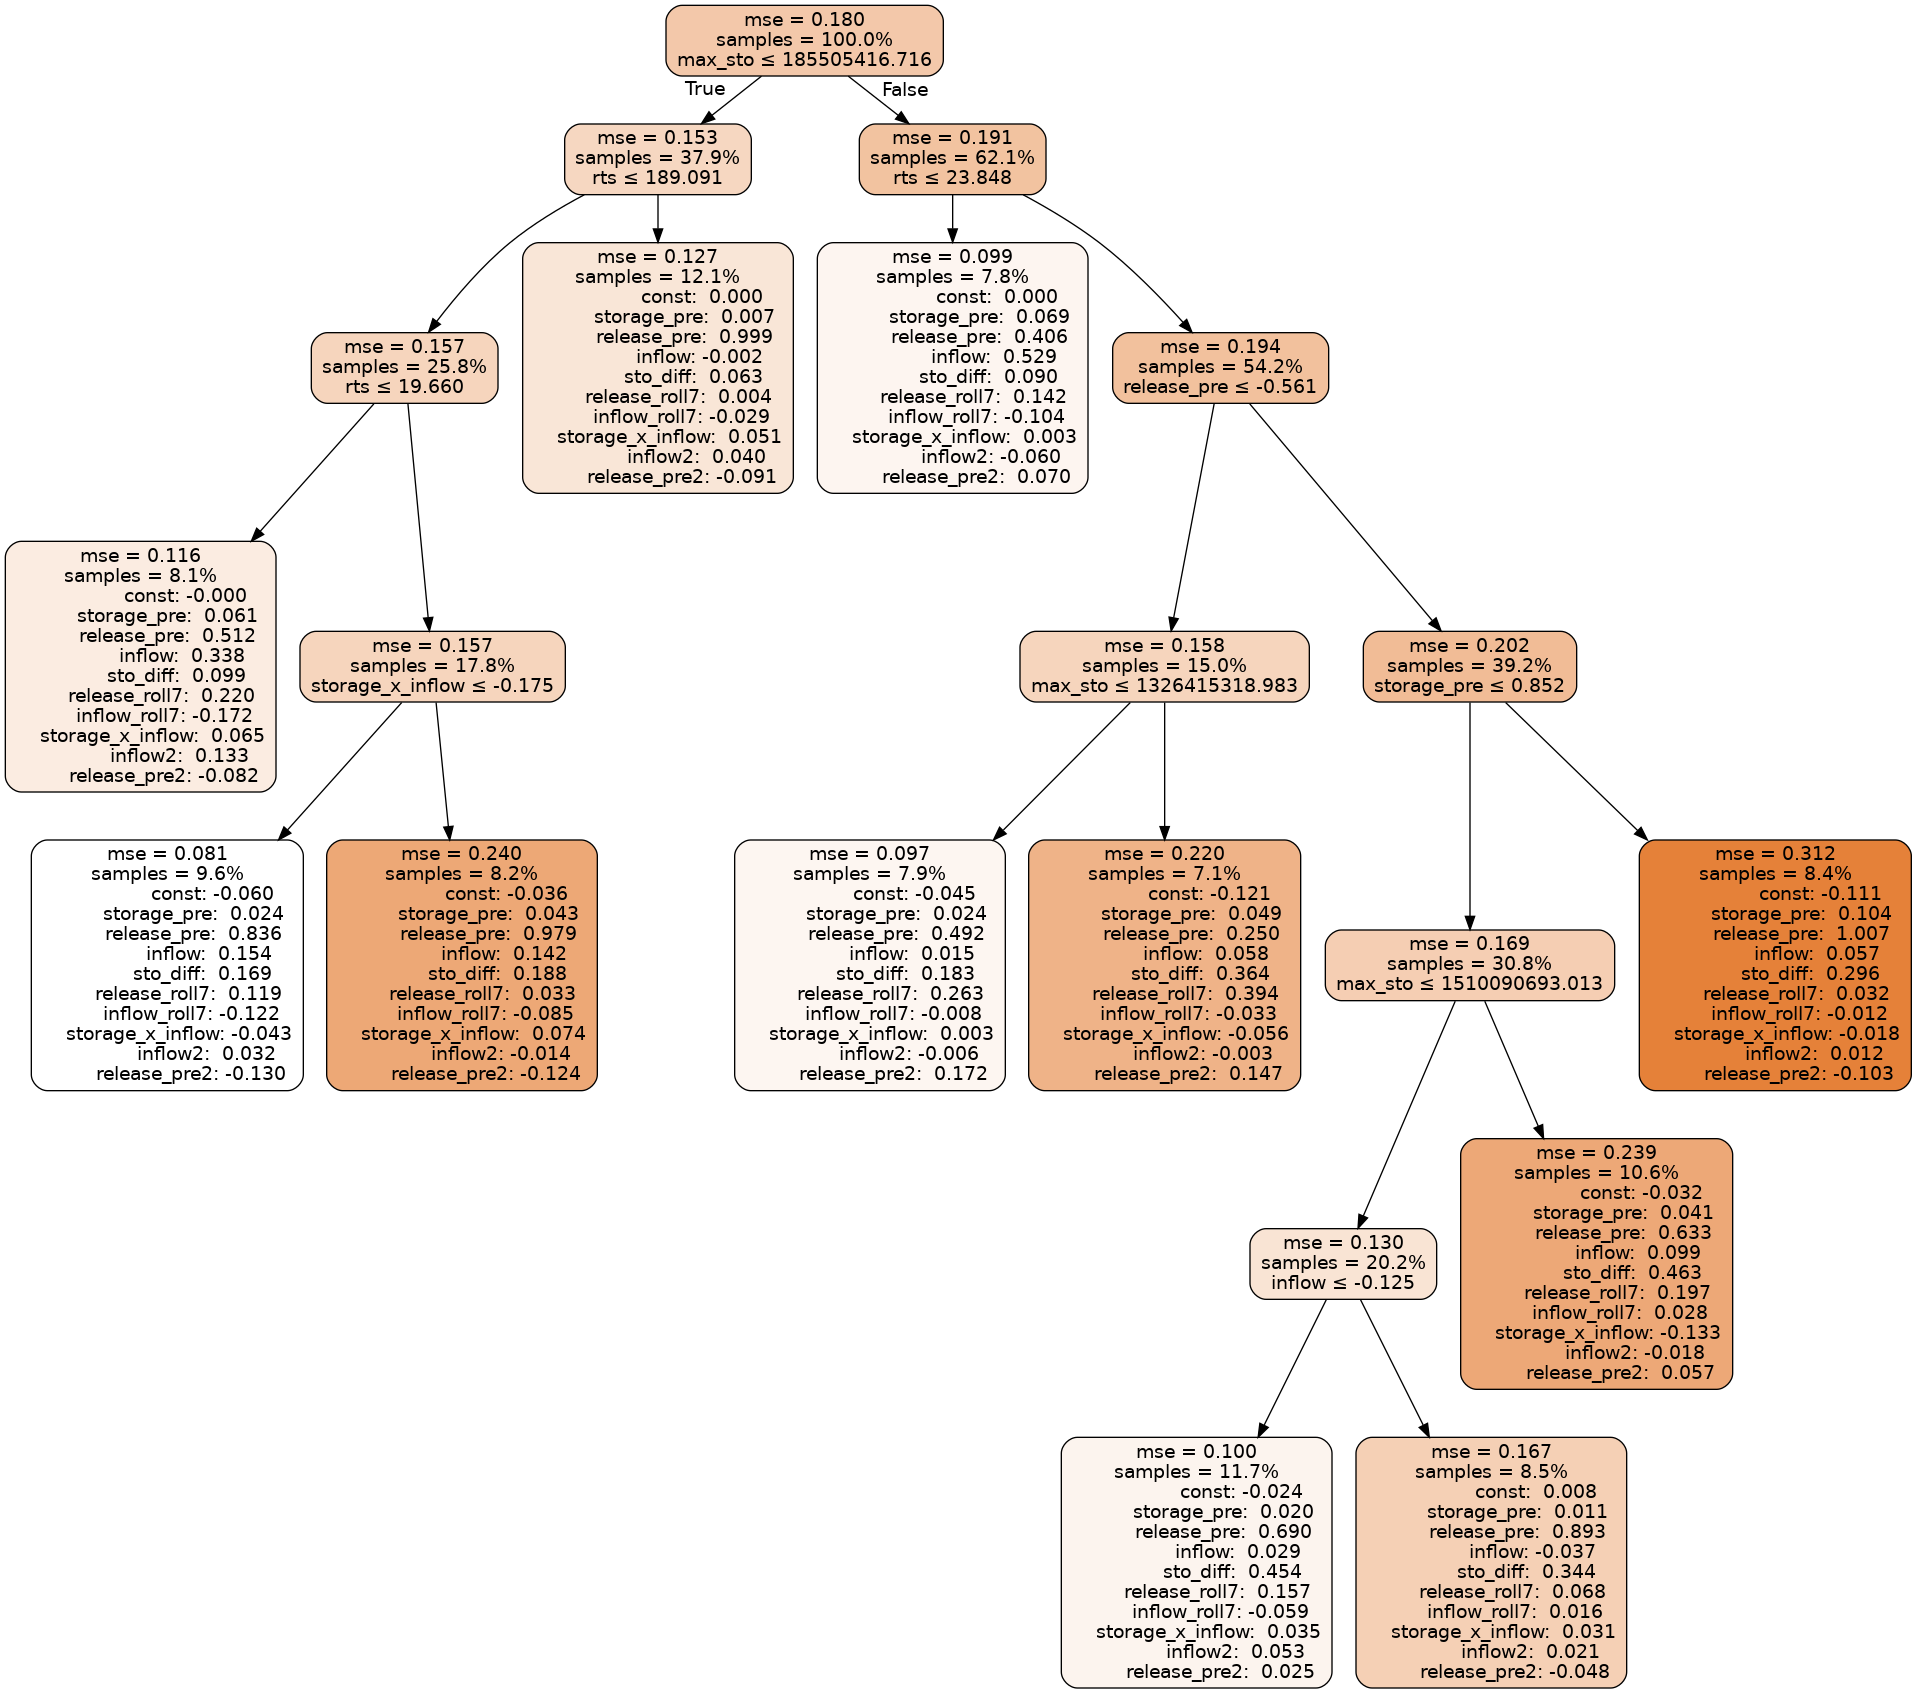 mse = 0.180
samples = 100.0%
max_sto ≤ 185505416.716
True
False
mse = 0.153
samples = 37.9%
rts ≤ 189.091
mse = 0.191
samples = 62.1%
rts ≤ 23.848
mse = 0.157
samples = 25.8%
rts ≤ 19.660
mse = 0.127
samples = 12.1%
const: 0.000
storage_pre: 0.007
release_pre: 0.999
inflow: -0.002
sto_diff: 0.063
release_roll7: 0.004
inflow_roll7: -0.029
storage_x_inflow: 0.051
inflow2: 0.040
release_pre2: -0.091
mse = 0.099
samples = 7.8%
const: 0.000
storage_pre: 0.069
release_pre: 0.406
inflow: 0.529
sto_diff: 0.090
release_roll7: 0.142
inflow_roll7: -0.104
storage_x_inflow: 0.003
inflow2: -0.060
release_pre2: 0.070
mse = 0.194
samples = 54.2%
release_pre ≤ -0.561
mse = 0.116
samples = 8.1%
const: -0.000
storage_pre: 0.061
release_pre: 0.512
inflow: 0.338
sto_diff: 0.099
release_roll7: 0.220
inflow_roll7: -0.172
storage_x_inflow: 0.065
inflow2: 0.133
release_pre2: -0.082
mse = 0.157
samples = 17.8%
storage_x_inflow ≤ -0.175
mse = 0.158
samples = 15.0%
max_sto ≤ 1326415318.983
mse = 0.202
samples = 39.2%
storage_pre ≤ 0.852
mse = 0.081
samples = 9.6%
const: -0.060
storage_pre: 0.024
release_pre: 0.836
inflow: 0.154
sto_diff: 0.169
release_roll7: 0.119
inflow_roll7: -0.122
storage_x_inflow: -0.043
inflow2: 0.032
release_pre2: -0.130
mse = 0.240
samples = 8.2%
const: -0.036
storage_pre: 0.043
release_pre: 0.979
inflow: 0.142
sto_diff: 0.188
release_roll7: 0.033
inflow_roll7: -0.085
storage_x_inflow: 0.074
inflow2: -0.014
release_pre2: -0.124
mse = 0.097
samples = 7.9%
const: -0.045
storage_pre: 0.024
release_pre: 0.492
inflow: 0.015
sto_diff: 0.183
release_roll7: 0.263
inflow_roll7: -0.008
storage_x_inflow: 0.003
inflow2: -0.006
release_pre2: 0.172
mse = 0.220
samples = 7.1%
const: -0.121
storage_pre: 0.049
release_pre: 0.250
inflow: 0.058
sto_diff: 0.364
release_roll7: 0.394
inflow_roll7: -0.033
storage_x_inflow: -0.056
inflow2: -0.003
release_pre2: 0.147
mse = 0.169
samples = 30.8%
max_sto ≤ 1510090693.013
mse = 0.312
samples = 8.4%
const: -0.111
storage_pre: 0.104
release_pre: 1.007
inflow: 0.057
sto_diff: 0.296
release_roll7: 0.032
inflow_roll7: -0.012
storage_x_inflow: -0.018
inflow2: 0.012
release_pre2: -0.103
mse = 0.130
samples = 20.2%
inflow ≤ -0.125
mse = 0.239
samples = 10.6%
const: -0.032
storage_pre: 0.041
release_pre: 0.633
inflow: 0.099
sto_diff: 0.463
release_roll7: 0.197
inflow_roll7: 0.028
storage_x_inflow: -0.133
inflow2: -0.018
release_pre2: 0.057
mse = 0.100
samples = 11.7%
const: -0.024
storage_pre: 0.020
release_pre: 0.690
inflow: 0.029
sto_diff: 0.454
release_roll7: 0.157
inflow_roll7: -0.059
storage_x_inflow: 0.035
inflow2: 0.053
release_pre2: 0.025
mse = 0.167
samples = 8.5%
const: 0.008
storage_pre: 0.011
release_pre: 0.893
inflow: -0.037
sto_diff: 0.344
release_roll7: 0.068
inflow_roll7: 0.016
storage_x_inflow: 0.031
inflow2: 0.021
release_pre2: -0.048